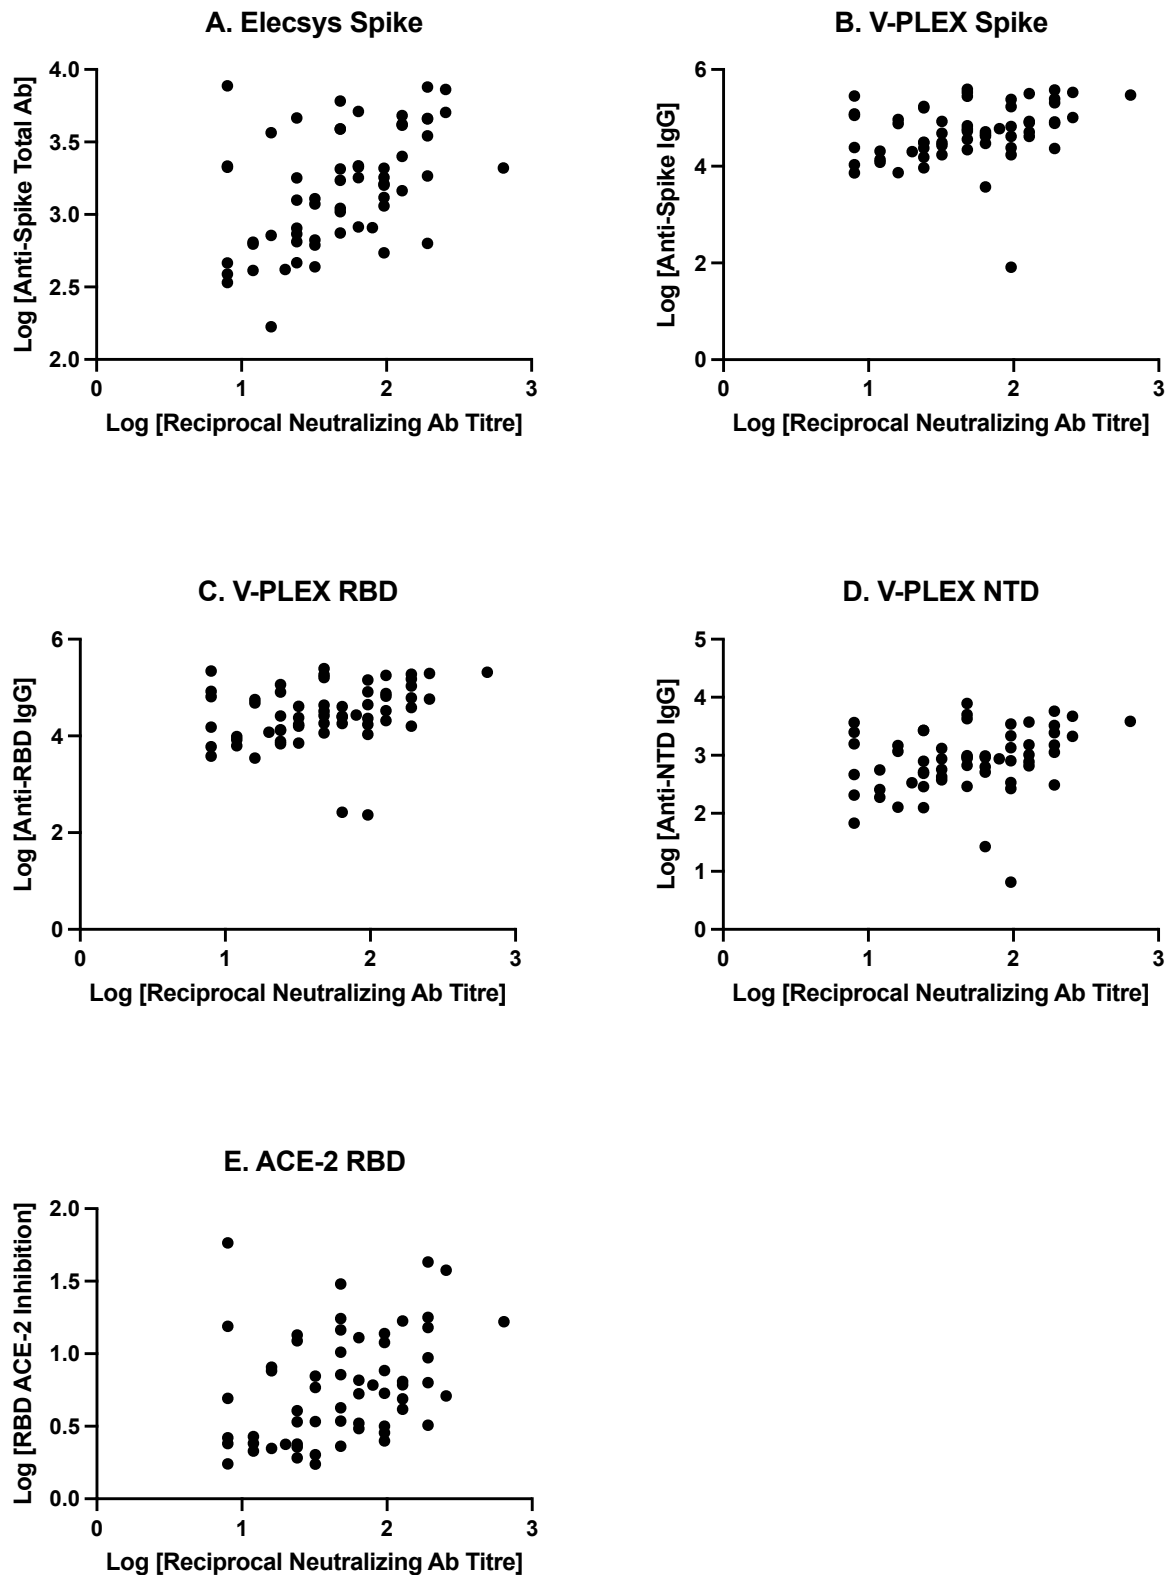 A. Elecsys Spike
Log [Anti-Spike Total Ab]
4.0
3.5
3.0
2.5
2.0
0 1 2 3
Log [Reciprocal Neutralizing Ab Titre]
B. V-PLEX Spike
Log [Anti-Spike IgG]
6
4
2
0
0 1 2 3
Log [Reciprocal Neutralizing Ab Titre]
C. V-PLEX RBD
Log [Anti-RBD IgG]
6
4
2
0
0 1 2 3
Log [Reciprocal Neutralizing Ab Titre]
D. V-PLEX NTD
Log [Anti-NTD IgG]
5
4
3
2
1
0
0 1 2 3
Log [Reciprocal Neutralizing Ab Titre]
E. ACE-2 RBD
Log [RBD ACE-2 Inhibition]
2.0
1.5
1.0
0.5
0.0
0 1 2 3
Log [Reciprocal Neutralizing Ab Titre]